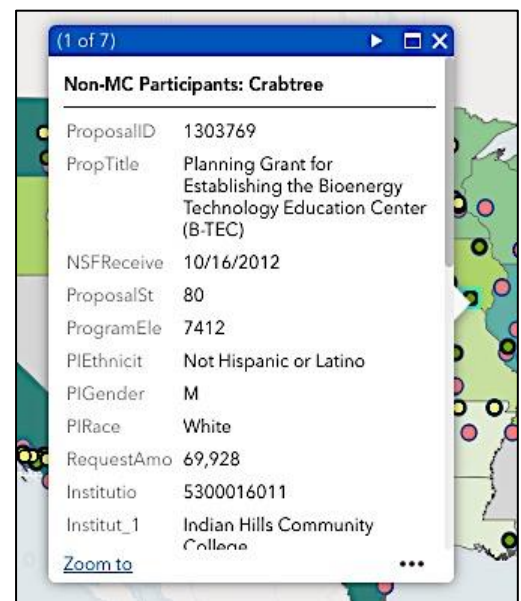 (1 of 7)
Non-MC Participants: Crabtree
ProposalID 1303769
PropTitle Planning Grant for
Establishing the Bioenergy
Technology Education Center
(B-TEC)
NSFReceive 10/16/2012
ProposalSt 80
ProgramEle 7412
PIEthnicit Not Hispanic or Latino
PIGender M
PIRace White
RequestAmo 69,928
Institutio 5300016011
Institut_1 Indian Hills Community
College
Zoom to